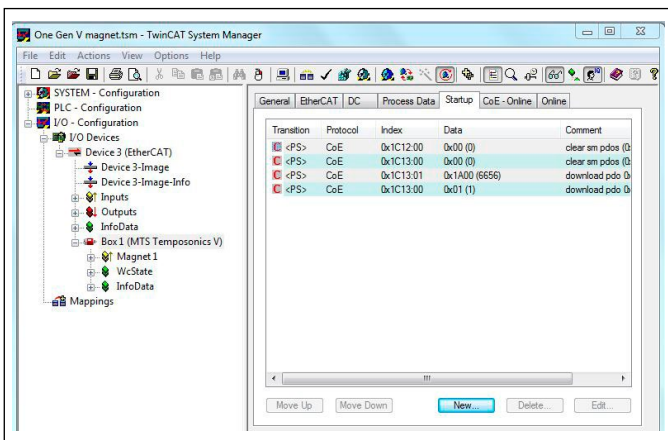 One Gen V magnet.tsm - TwinCAT System Manager
File Edit Actions View Options Help
SYSTEM - Configuration
PLC - Configuration
I/O - Configuration
I/O Devices
Device 3 (EtherCAT)
Device 3-Image
Device 3-Image-Info
Inputs
Outputs
InfoData
Box 1 (MTS Temposonics V)
Magnet 1
WcState
InfoData
Mappings
General EtherCAT DC Process Data Startup CoE - Online Online
Transition Protocol Index Data Comment
C <PS> CoE 0x1C12:00 0x00 (0) clear sm pdos (0x
C <PS> CoE 0x1C13:00 0x00 (0) clear sm pdos (0x
C <PS> CoE 0x1C13:01 0x1A00 (6656) download pdo 0x
C <PS> CoE 0x1C13:00 0x01 (1) download pdo 0x
Move Up Move Down New... Delete... Edit...